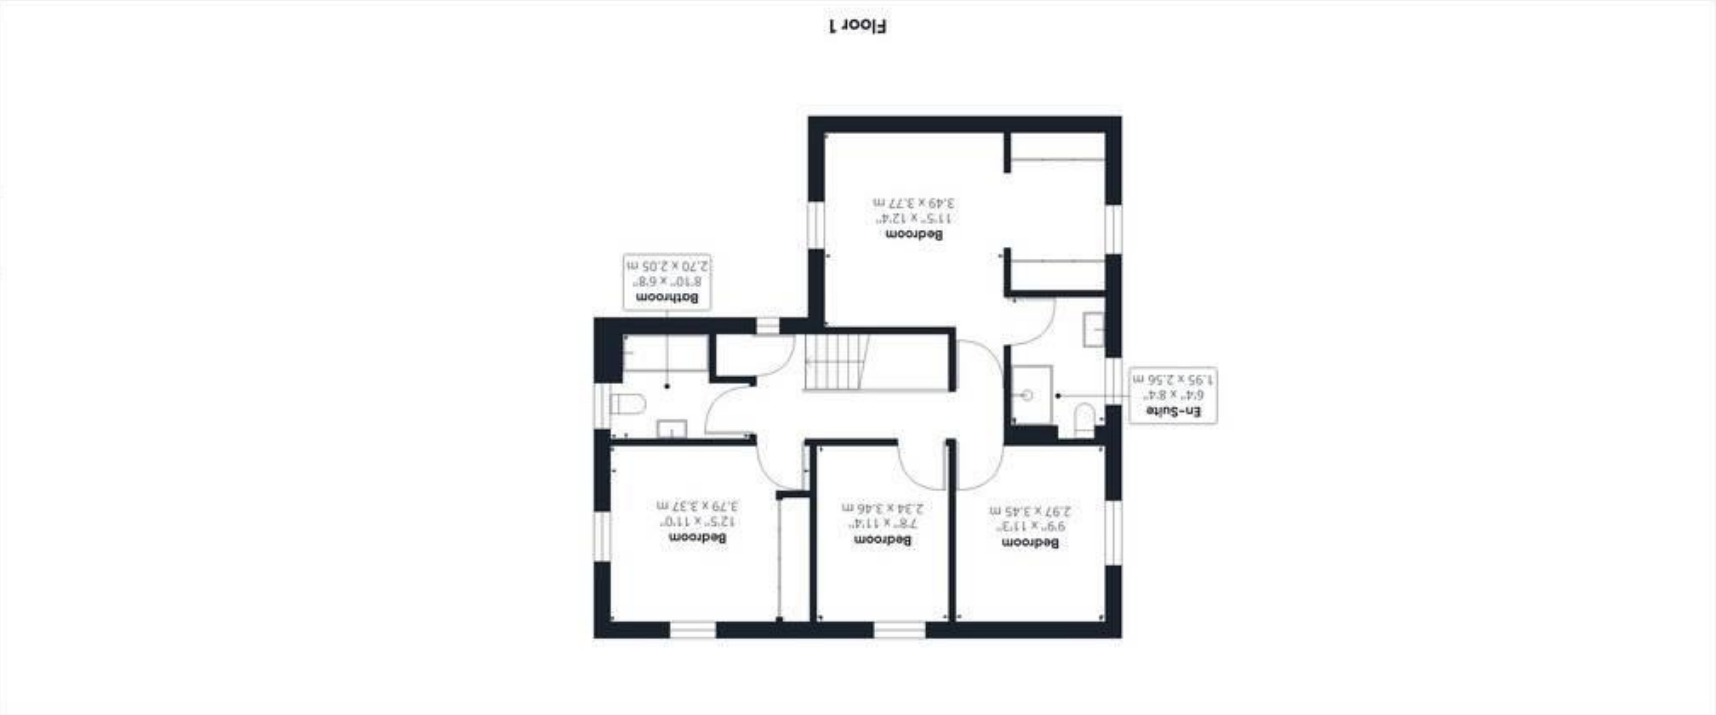 Bedroom
9'9" x 11'3"
2.97 x 3.45 m
Bedroom
7'8" x 11'4"
2.34 x 3.46 m
Bedroom
12'5" x 11'0"
3.79 x 3.37 m
En-Suite
6'4" x 8'4"
1.95 x 2.56 m
Bathroom
8'10" x 6'8"
2.70 x 2.05 m
Bedroom
11'5" x 12'4"
3.49 x 3.77 m
Floor 1